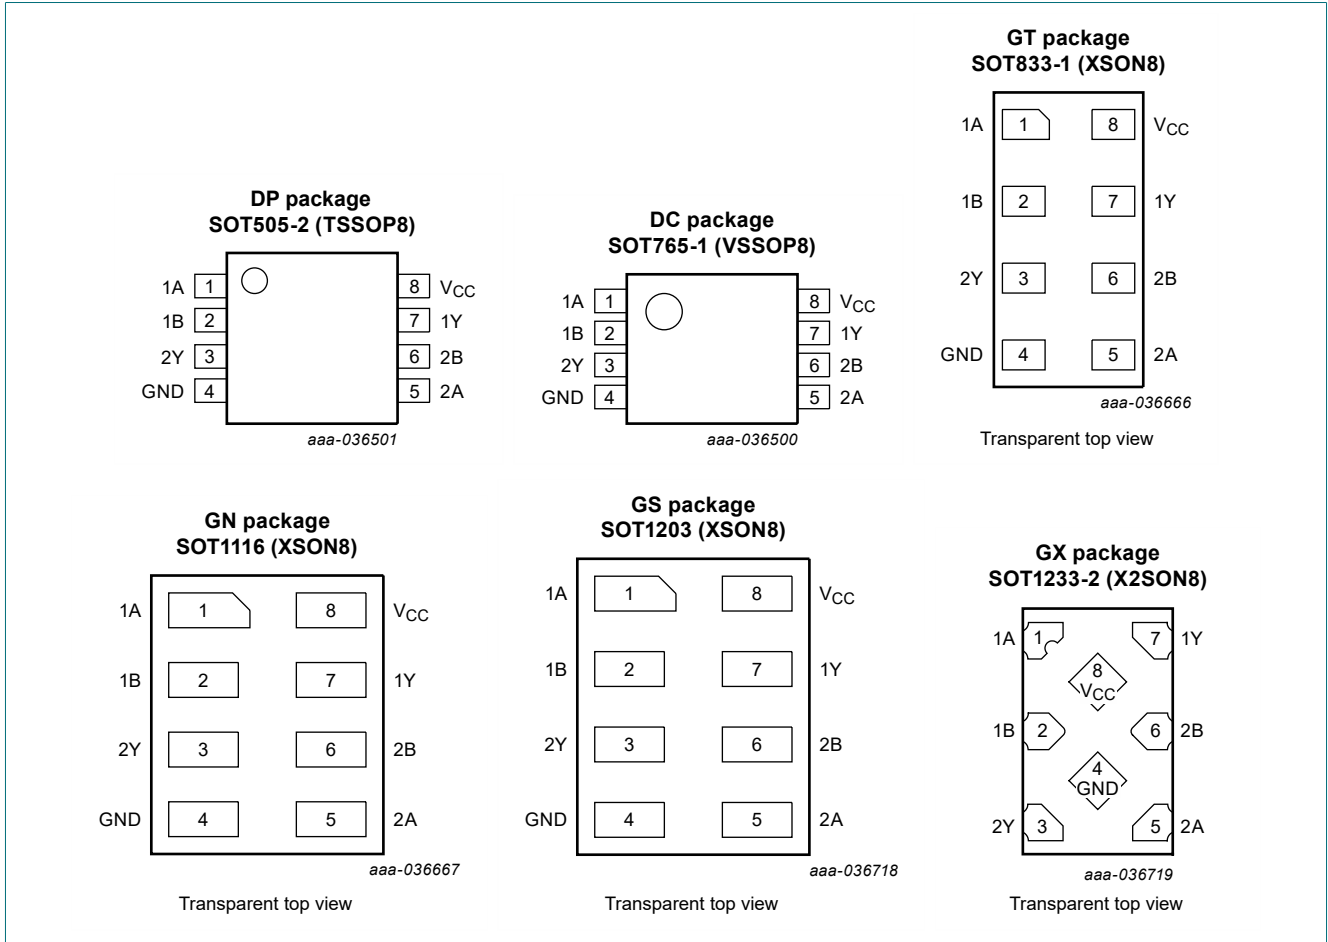 GT package
SOT833-1 (XSON8)
1A 1 8 VCC
1B 2 7 1Y
2Y 3 6 2B
GND 4 5 2A
aaa-036666
Transparent top view
DP package
SOT505-2 (TSSOP8)
1A 1 8 VCC
1B 2 7 1Y
2Y 3 6 2B
GND 4 5 2A
aaa-036501
DC package
SOT765-1 (VSSOP8)
1A 1 8 VCC
1B 2 7 1Y
2Y 3 6 2B
GND 4 5 2A
aaa-036500
GN package
SOT1116 (XSON8)
1A 1 8 VCC
1B 2 7 1Y
2Y 3 6 2B
GND 4 5 2A
aaa-036667
Transparent top view
GS package
SOT1203 (XSON8)
1A 1 8 VCC
1B 2 7 1Y
2Y 3 6 2B
GND 4 5 2A
aaa-036718
Transparent top view
GX package
SOT1233-2 (X2SON8)
1A 1 7 1Y
8
VCC
1B 2 6 2B
4
GND
2Y 3 5 2A
aaa-036719
Transparent top view